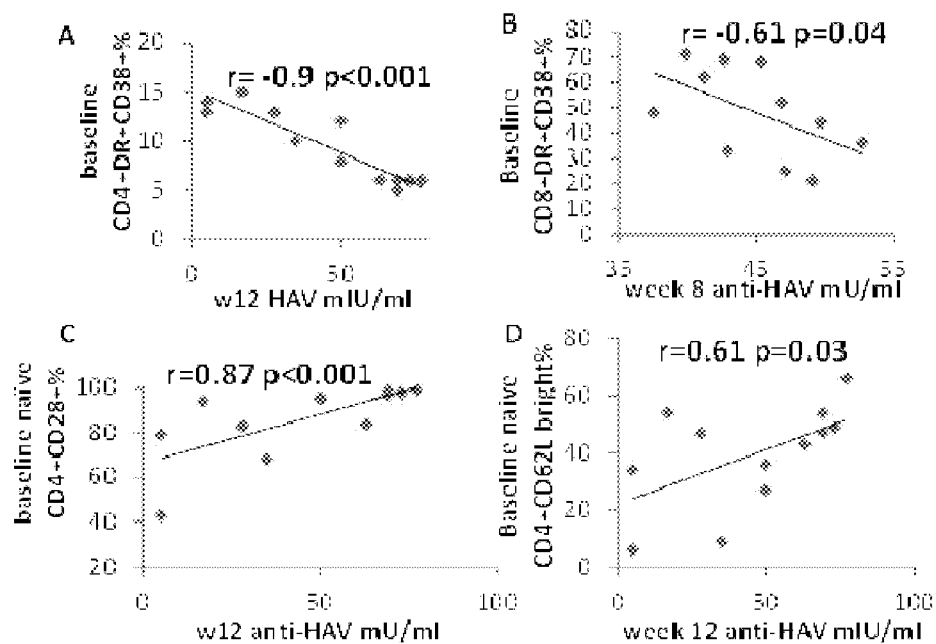 A
r= -0.9 p<0.001
baseline
CD4+DR+CD38+%
20
15
10
5
0
0
50
w12 HAV mIU/ml
B
r= -0.61 p=0.04
Baseline
CD8+DR+CD38+%
80
70
60
50
40
30
20
10
0
35
45
55
week 8 anti-HAV mU/ml
C
r=0.87 p<0.001
baseline naïve
CD4+CD28+%
100
80
60
40
20
0
50
100
w12 anti-HAV mU/ml
D
r=0.61 p=0.03
Baseline naive
CD4+CD62L bright%
80
60
40
20
0
0
50
100
week 12 anti-HAV mU/ml